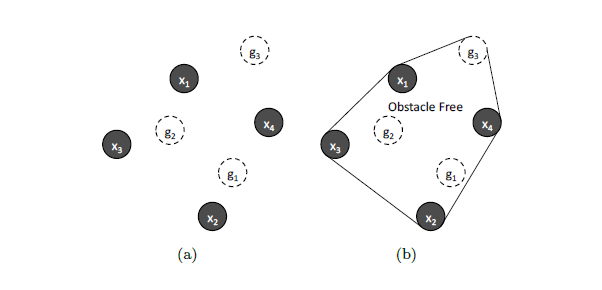 g₃
x₁
x₄
g₂
x₃
g₁
x₂
(a)
g₃
x₁
Obstacle Free
x₄
g₂
x₃
g₁
x₂
(b)